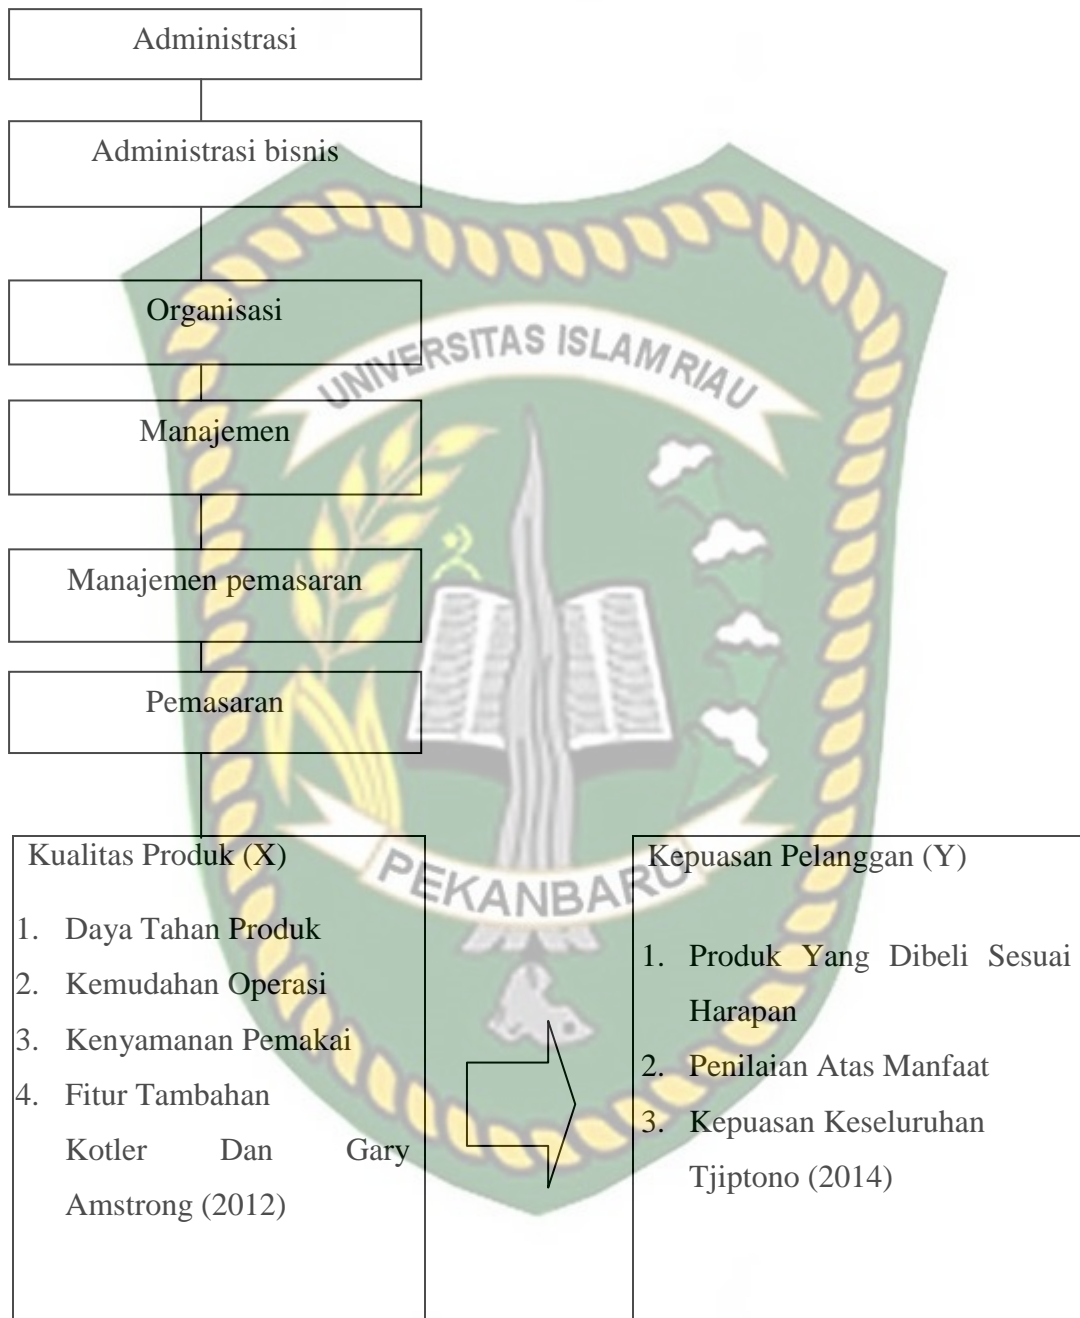 Administrasi
Administrasi bisnis
Organisasi
UNIVERSITAS ISLAM RIAU
Manajemen
Manajemen pemasaran
Pemasaran
Kualitas Produk (X)
1. Daya Tahan Produk
2. Kemudahan Operasi
3. Kenyamanan Pemakai
4. Fitur Tambahan
Kotler Dan Gary
Amstrong (2012)
PEKANBARU
Kepuasan Pelanggan (Y)
1. Produk Yang Dibeli Sesuai
Harapan
2. Penilaian Atas Manfaat
3. Kepuasan Keseluruhan
Tjiptono (2014)